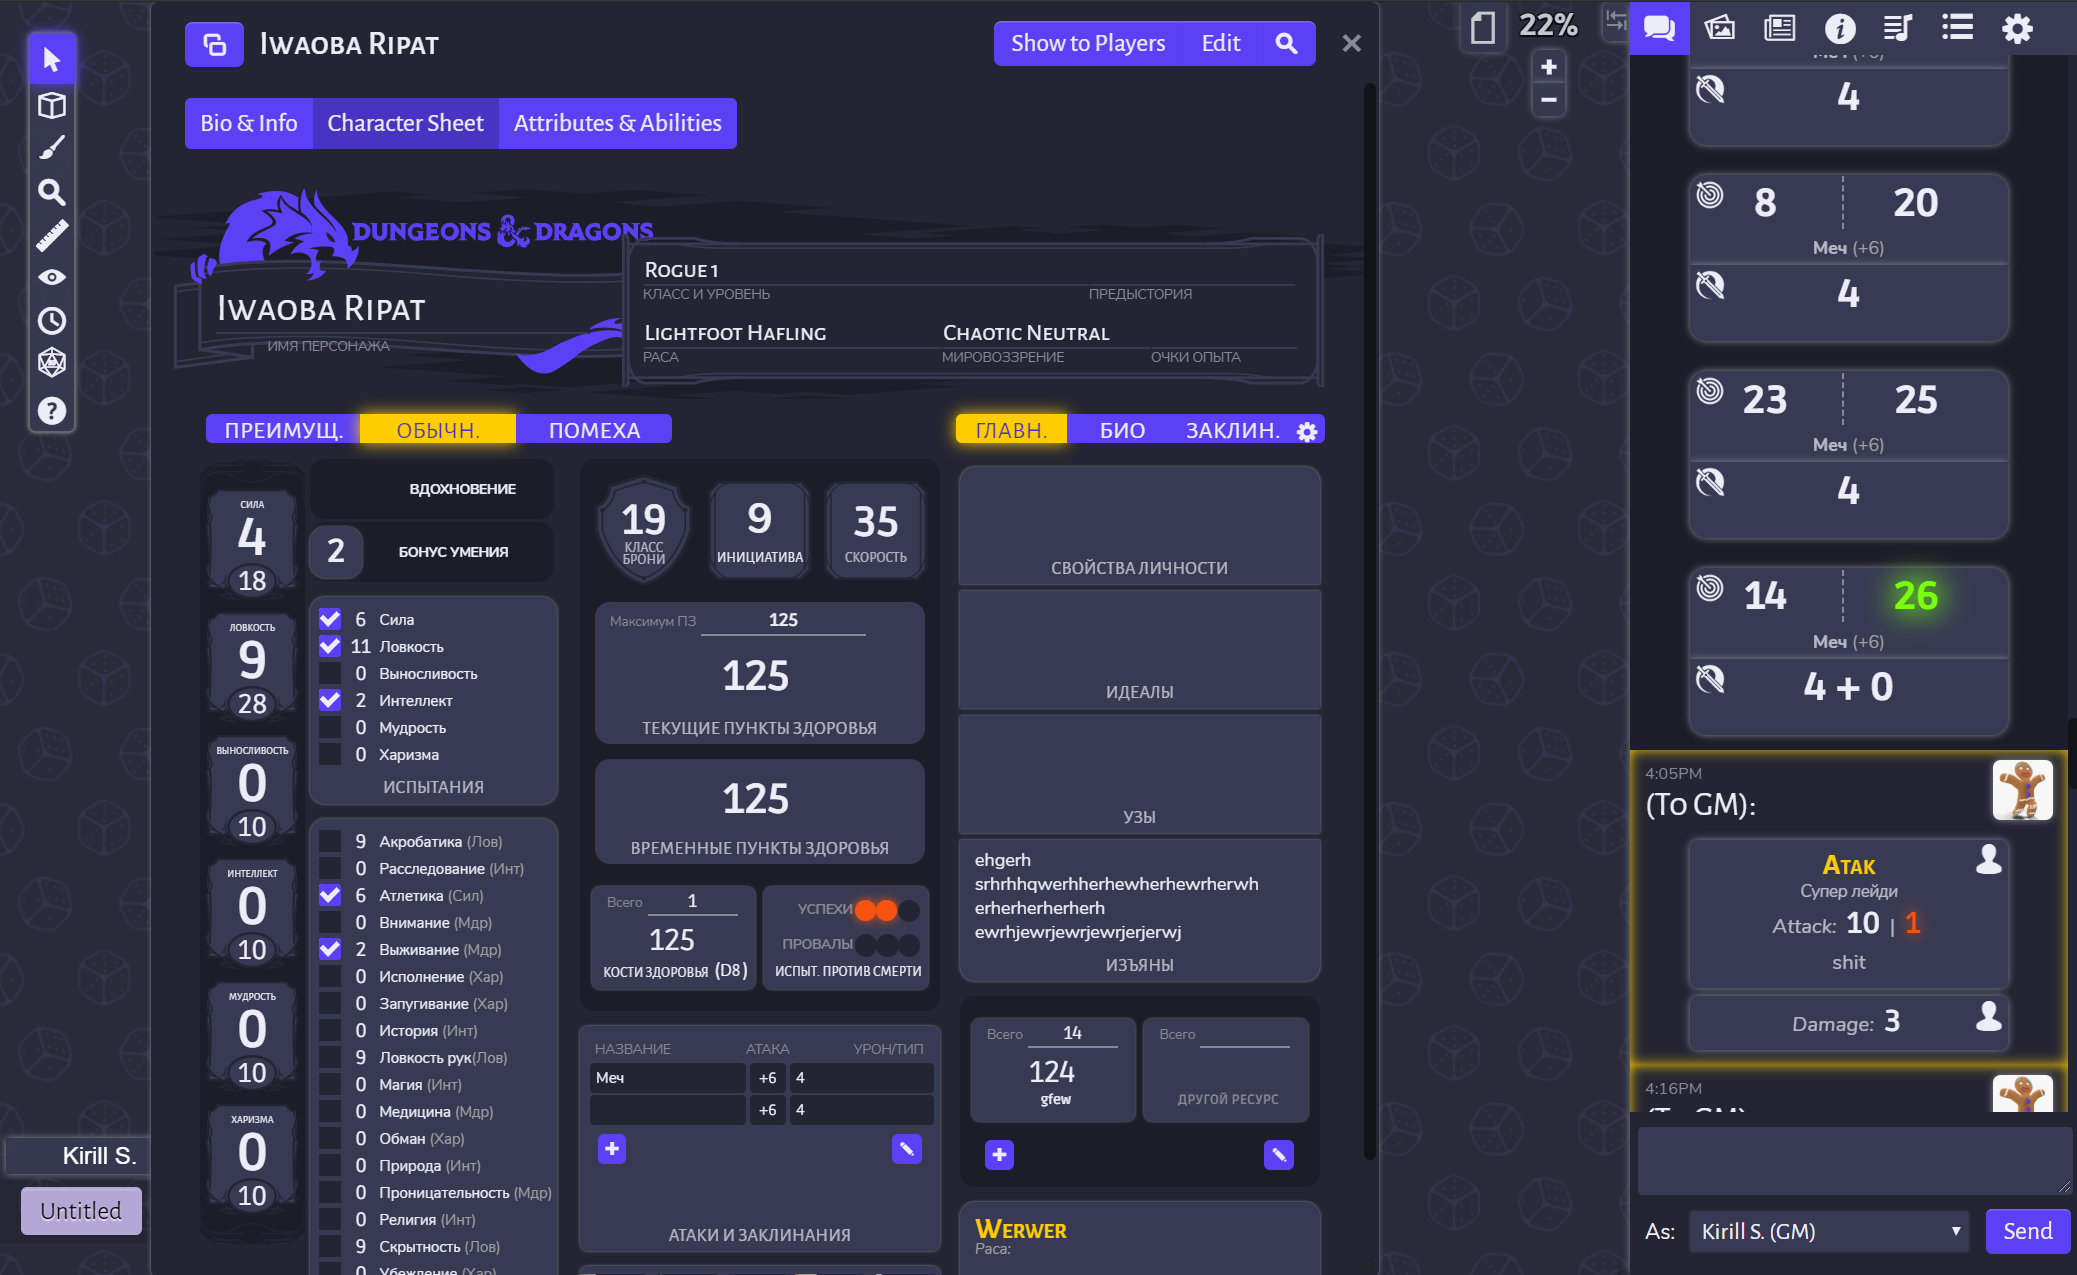 Iwaoba Ripat
Show to Players Edit
22%
Bio & Info Character Sheet Attributes & Abilities
DUNGEONS & DRAGONS
Iwaoba Ripat
ИМЯ ПЕРСОНАЖА
Rogue 1
КЛАСС И УРОВЕНЬ ПРЕДЫСТОРИЯ
Lightfoot Hafling Chaotic Neutral
РАСА МИРОВОЗЗРЕНИЕ ОЧКИ ОПЫТА
ПРЕИМУЩ. ОБЫЧН. ПОМЕХА
ГЛАВН. БИО ЗАКЛИН.
СИЛА
4
18
ЛОВКОСТЬ
9
28
ВЫНОСЛИВОСТЬ
0
10
ИНТЕЛЛЕКТ
0
10
МУДРОСТЬ
0
10
ХАРИЗМА
0
10
ВДОХНОВЕНИЕ
2 БОНУС УМЕНИЯ
6 Сила
11 Ловкость
0 Выносливость
2 Интеллект
0 Мудрость
0 Харизма
ИСПЫТАНИЯ
9 Акробатика (Лов)
0 Расследование (Инт)
6 Атлетика (Сил)
0 Внимание (Мдр)
2 Выживание (Мдр)
0 Исполнение (Хар)
0 Запугивание (Хар)
0 История (Инт)
9 Ловкость рук(Лов)
0 Магия (Инт)
0 Медицина (Мдр)
0 Обман (Хар)
0 Природа (Инт)
0 Проницательность (Мдр)
0 Религия (Инт)
9 Скрытность (Лов)
0 Убеждение (Хар)
19
КЛАСС
БРОНИ
9
ИНИЦИАТИВА
35
СКОРОСТЬ
Максимум ПЗ 125
125
ТЕКУЩИЕ ПУНКТЫ ЗДОРОВЬЯ
125
ВРЕМЕННЫЕ ПУНКТЫ ЗДОРОВЬЯ
Всего 1
125
КОСТИ ЗДОРОВЬЯ (D8)
УСПЕХИ
ПРОВАЛЫ
ИСПЫТ. ПРОТИВ СМЕРТИ
НАЗВАНИЕ АТАКА УРОН/ТИП
Меч +6 4
+6 4
АТАКИ И ЗАКЛИНАНИЯ
СВОЙСТВА ЛИЧНОСТИ
ИДЕАЛЫ
УЗЫ
ehgerh
srhrhhqwerhherhewherhewrherwh
erherherherherh
ewrhjewrjewrjewrjerjerwj
ИЗЪЯНЫ
Всего 14
124
gfew
Всего
ДРУГОЙ РЕСУРС
Werwer
Раса:
Kirill S.
Untitled
Меч (+6)
4
8 20
Меч (+6)
4
23 25
Меч (+6)
4
14 26
Меч (+6)
4 + 0
4:05PM
(To GM):
Атак
Супер лейди
Attack: 10 | 1
shit
Damage: 3
4:16PM
(To GM):
As: Kirill S. (GM) Send